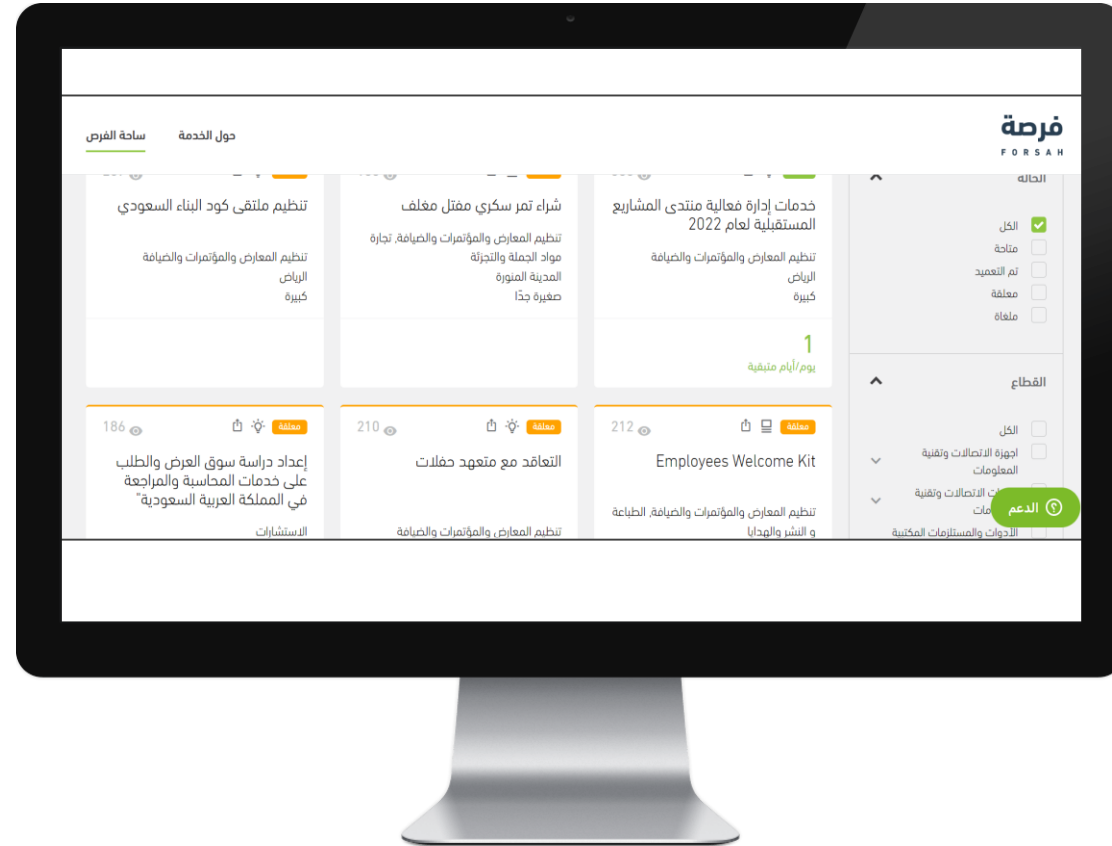 فرصة
FORSAH
حول الخدمة
ساحة الفرص
الحالة
الكل
متاحة
تم التعميد
معلقة
ملغاة
القطاع
الكل
اجهزة الاتصالات وتقنية
المعلومات
الاتصالات وتقنية
الأدوات والمستلزمات المكتبية
الدعم
خدمات إدارة فعالية منتدى المشاريع
المستقبلية لعام 2022
تنظيم المعارض والمؤتمرات والضيافة
الرياض
كبيرة
1
يوم/أيام متبقية
شراء تمر سكري مفتل مغلف
تنظيم المعارض والمؤتمرات والضيافة, تجارة
مواد الجملة والتجزئة
المدينة المنورة
صغيرة جدًا
تنظيم ملتقى كود البناء السعودي
تنظيم المعارض والمؤتمرات والضيافة
الرياض
كبيرة
معلقة
212
Employees Welcome Kit
تنظيم المعارض والمؤتمرات والضيافة, الطباعة
و النشر والهدايا
معلقة
210
التعاقد مع متعهد حفلات
تنظيم المعارض والمؤتمرات والضيافة
معلقة
186
إعداد دراسة سوق العرض والطلب
على خدمات المحاسبة والمراجعة
في المملكة العربية السعودية"
الاستشارات